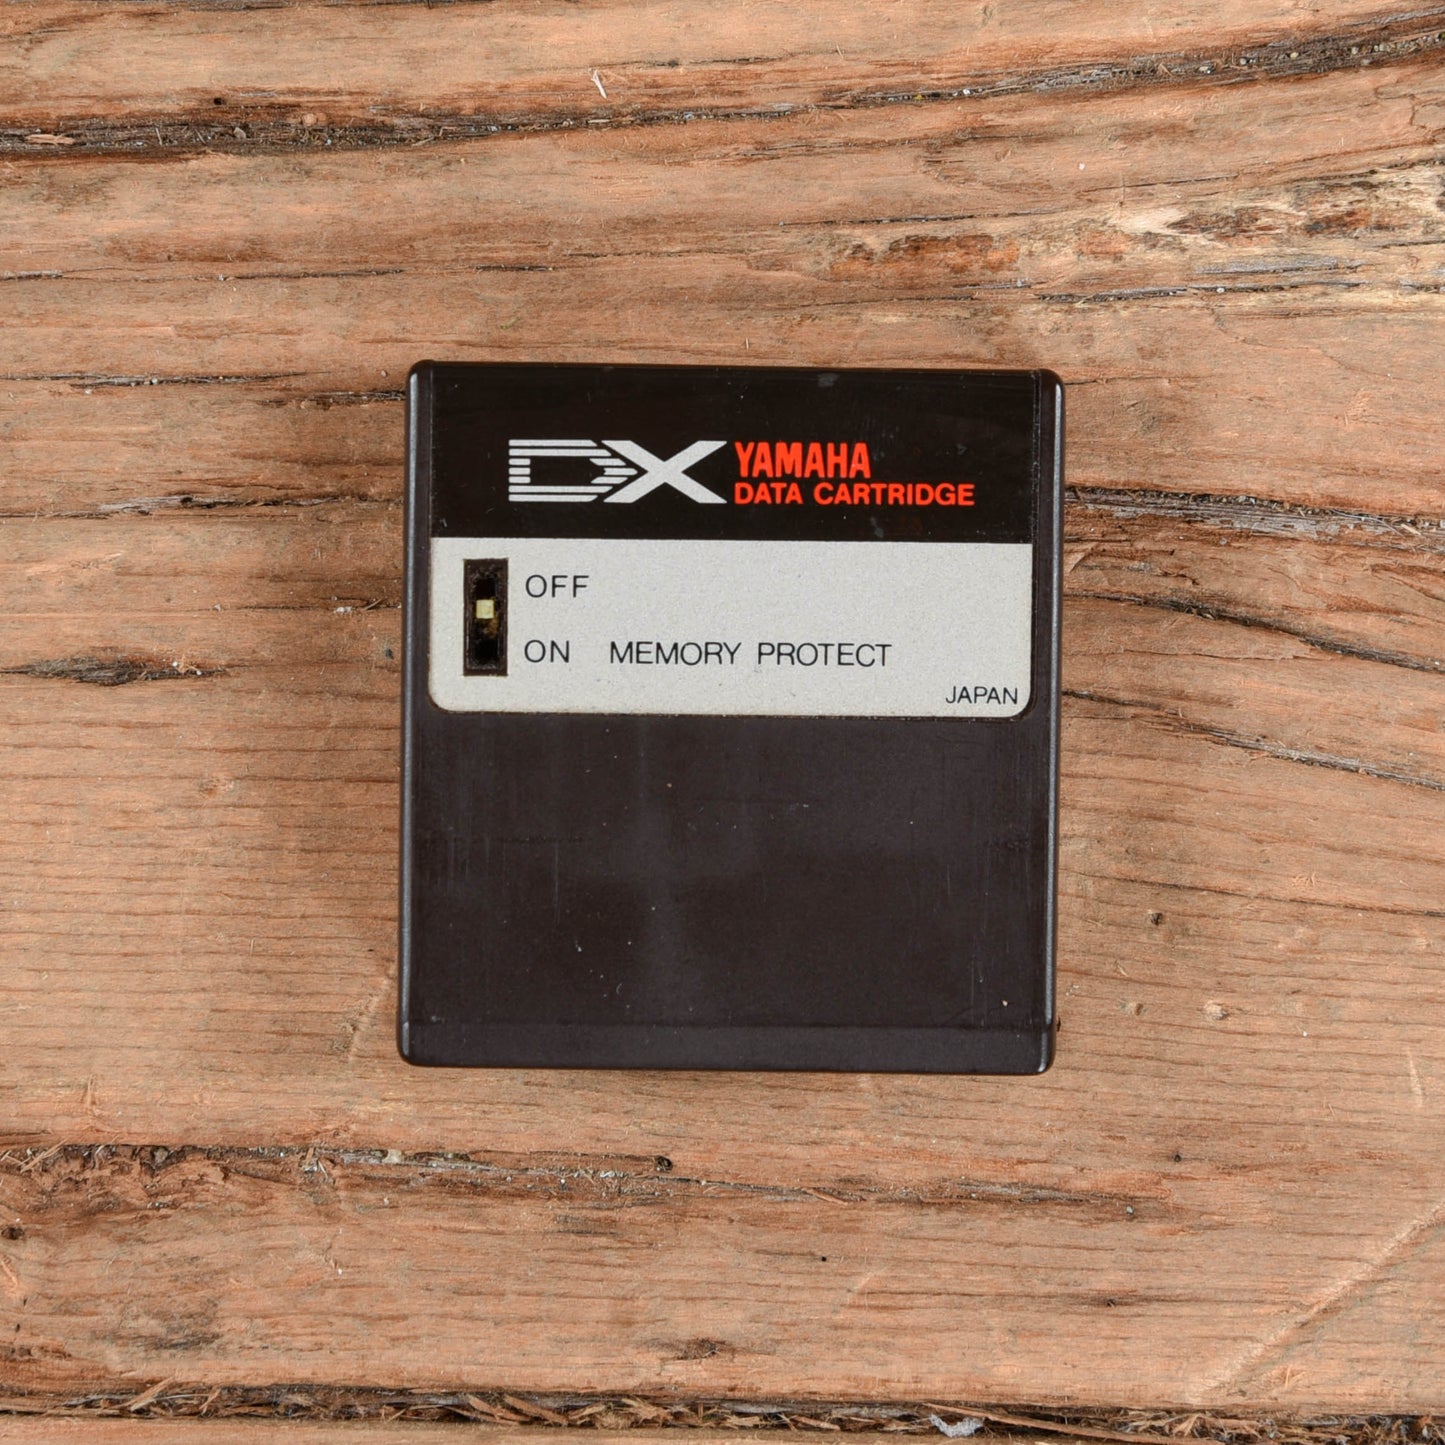 DX YAMAHA
DATA CARTRIDGE
OFF
ON MEMORY PROTECT
JAPAN